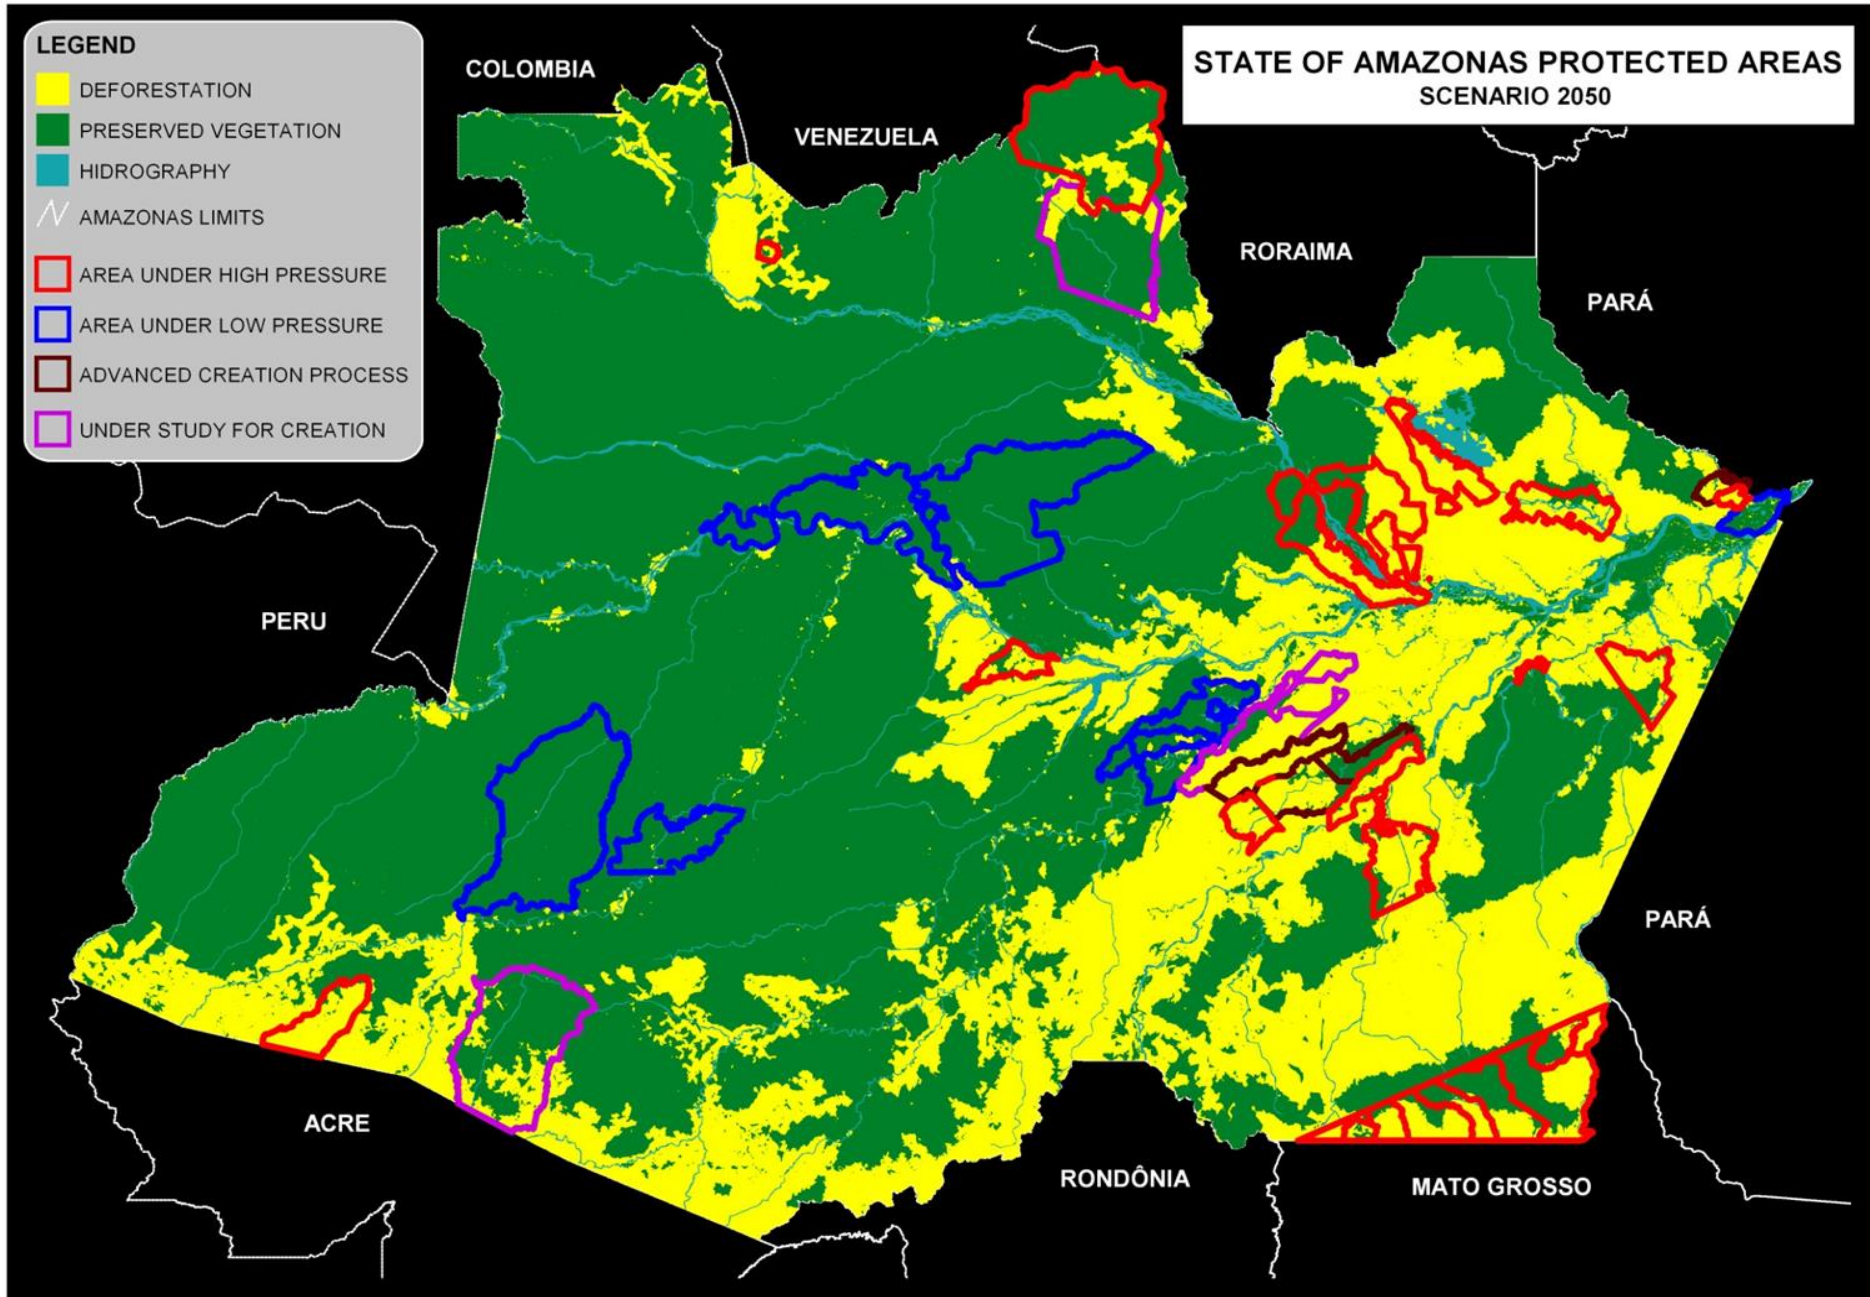 LEGEND
DEFORESTATION
PRESERVED VEGETATION
HIDROGRAPHY
AMAZONAS LIMITS
AREA UNDER HIGH PRESSURE
AREA UNDER LOW PRESSURE
ADVANCED CREATION PROCESS
UNDER STUDY FOR CREATION
STATE OF AMAZONAS PROTECTED AREAS
SCENARIO 2050
COLOMBIA
VENEZUELA
RORAIMA
PARÁ
PERU
PARÁ
ACRE
RONDÔNIA
MATO GROSSO